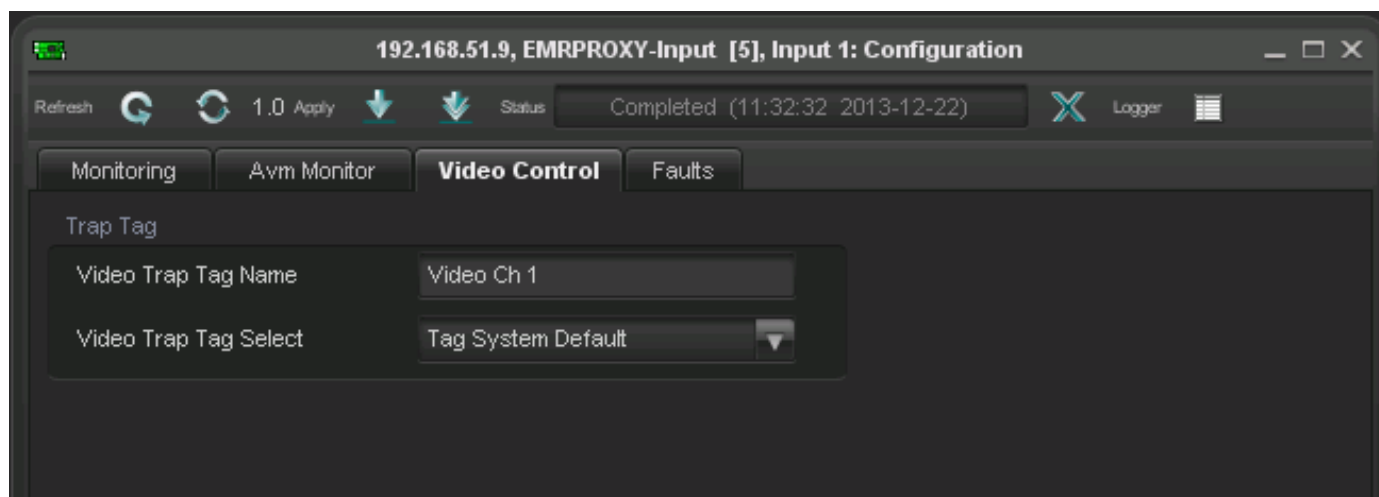 192.168.51.9, EMRPROXY-Input [5], Input 1: Configuration
Refresh 1.0 Apply Status Completed (11:32:32 2013-12-22) Logger
Monitoring Avm Monitor Video Control Faults
Trap Tag
Video Trap Tag Name Video Ch 1
Video Trap Tag Select Tag System Default